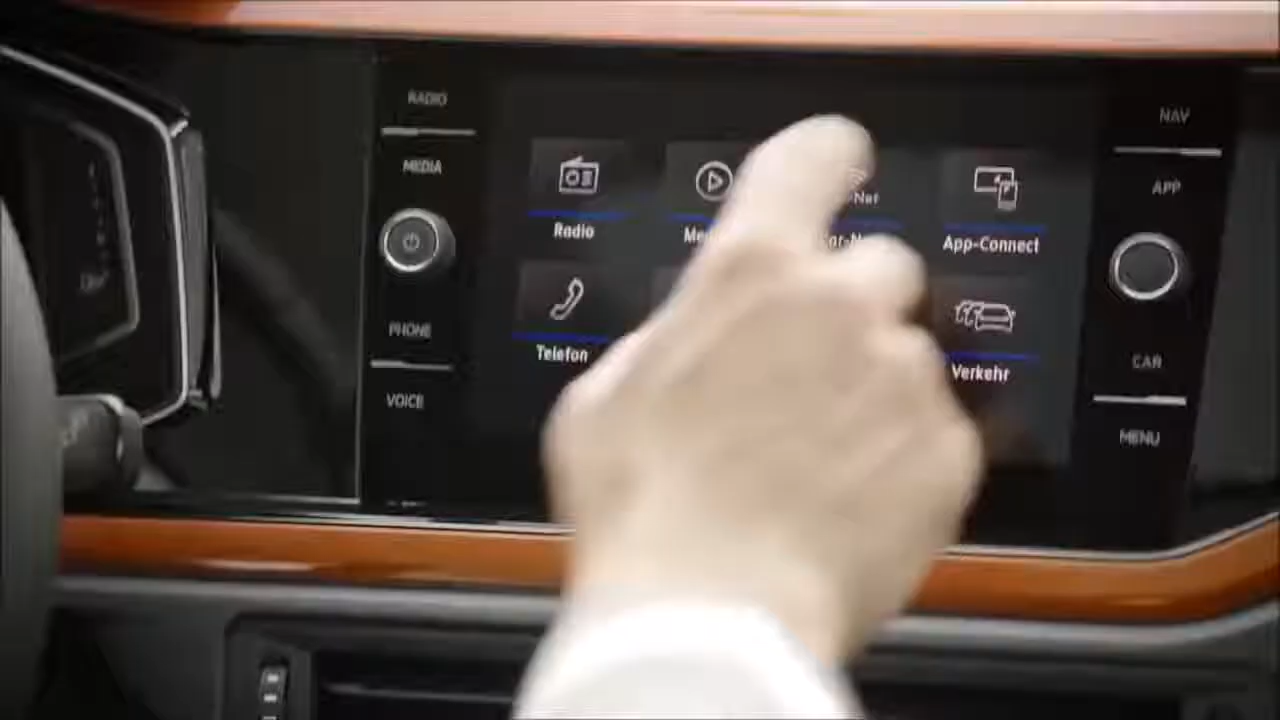 RADIO
MEDIA
PHONE
VOICE
Radio
App-Connect
Telefon
Verkehr
NAV
APP
CAR
MENU